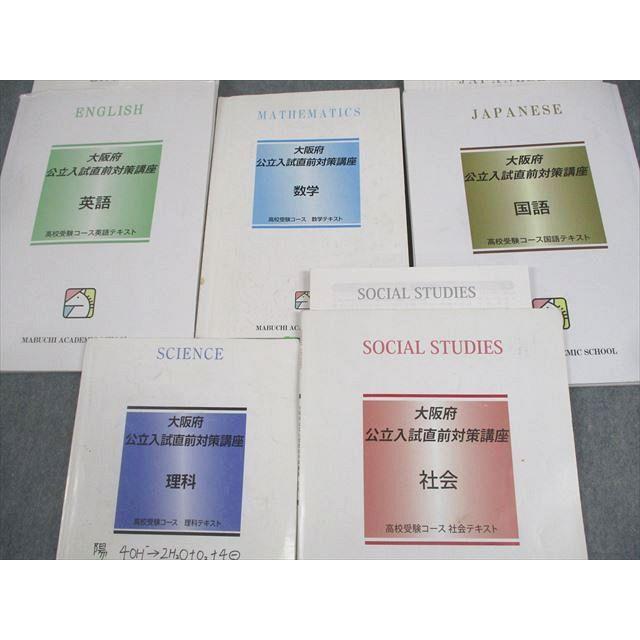 ENGLISH
大阪府
公立入試直前対策講座
英語
高校受験コース英語テキスト
MABUCHI ACADEMIC SCHOOL
MATHEMATICS
大阪府
公立入試直前対策講座
数学
高校受験コース 数学テキスト
MABUCHI ACADEMIC
JAPANESE
JAPANESE
大阪府
公立入試直前対策講座
国語
高校受験コース国語テキスト
EMIC SCHOOL
SOCIAL STUDIES
SCIENCE
大阪府
公立入試直前対策講座
理科
高校受験コース 理科テキスト
陽 4OH⁻→2H₂O+O₂+4⊖
SOCIAL STUDIES
大阪府
公立入試直前対策講座
社会
高校受験コース 社会テキスト